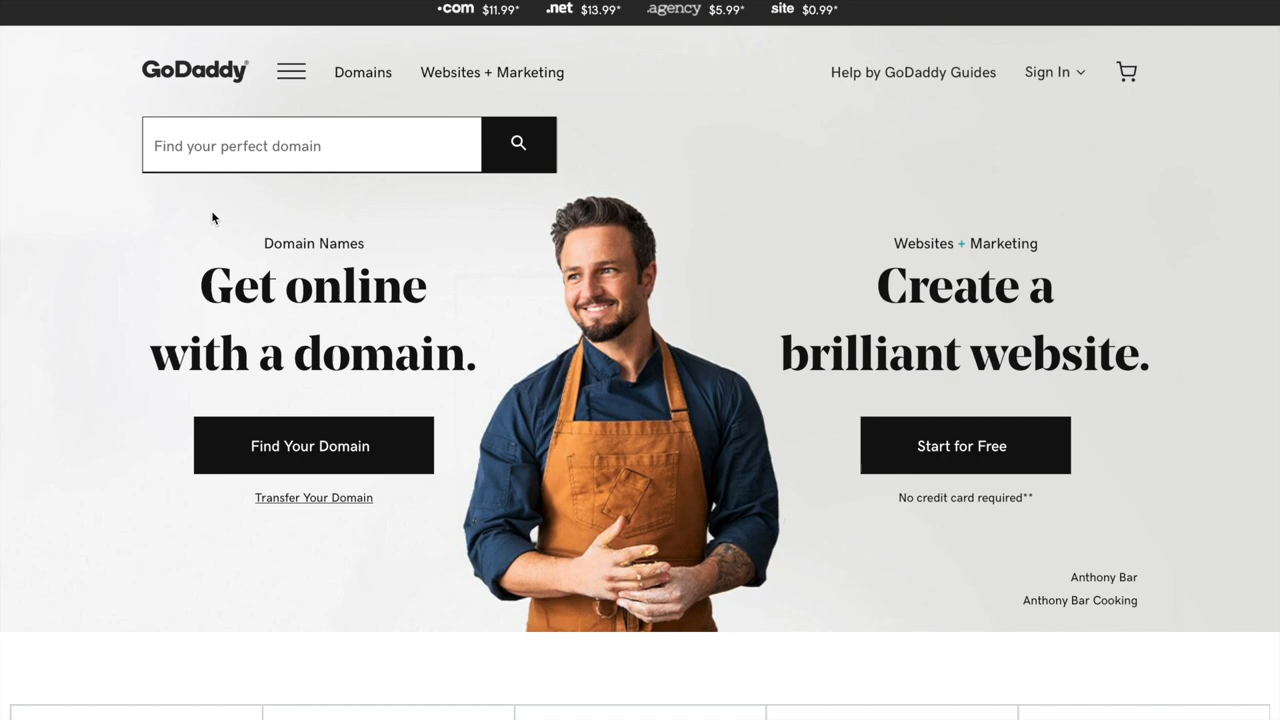 .com $11.99* .net $13.99* .agency $5.99* site $0.99*
GoDaddy® Domains Websites + Marketing Help by GoDaddy Guides Sign In
Find your perfect domain
Domain Names
Get online
with a domain.
Find Your Domain
Transfer Your Domain
Websites + Marketing
Create a
brilliant website.
Start for Free
No credit card required**
Anthony Bar
Anthony Bar Cooking